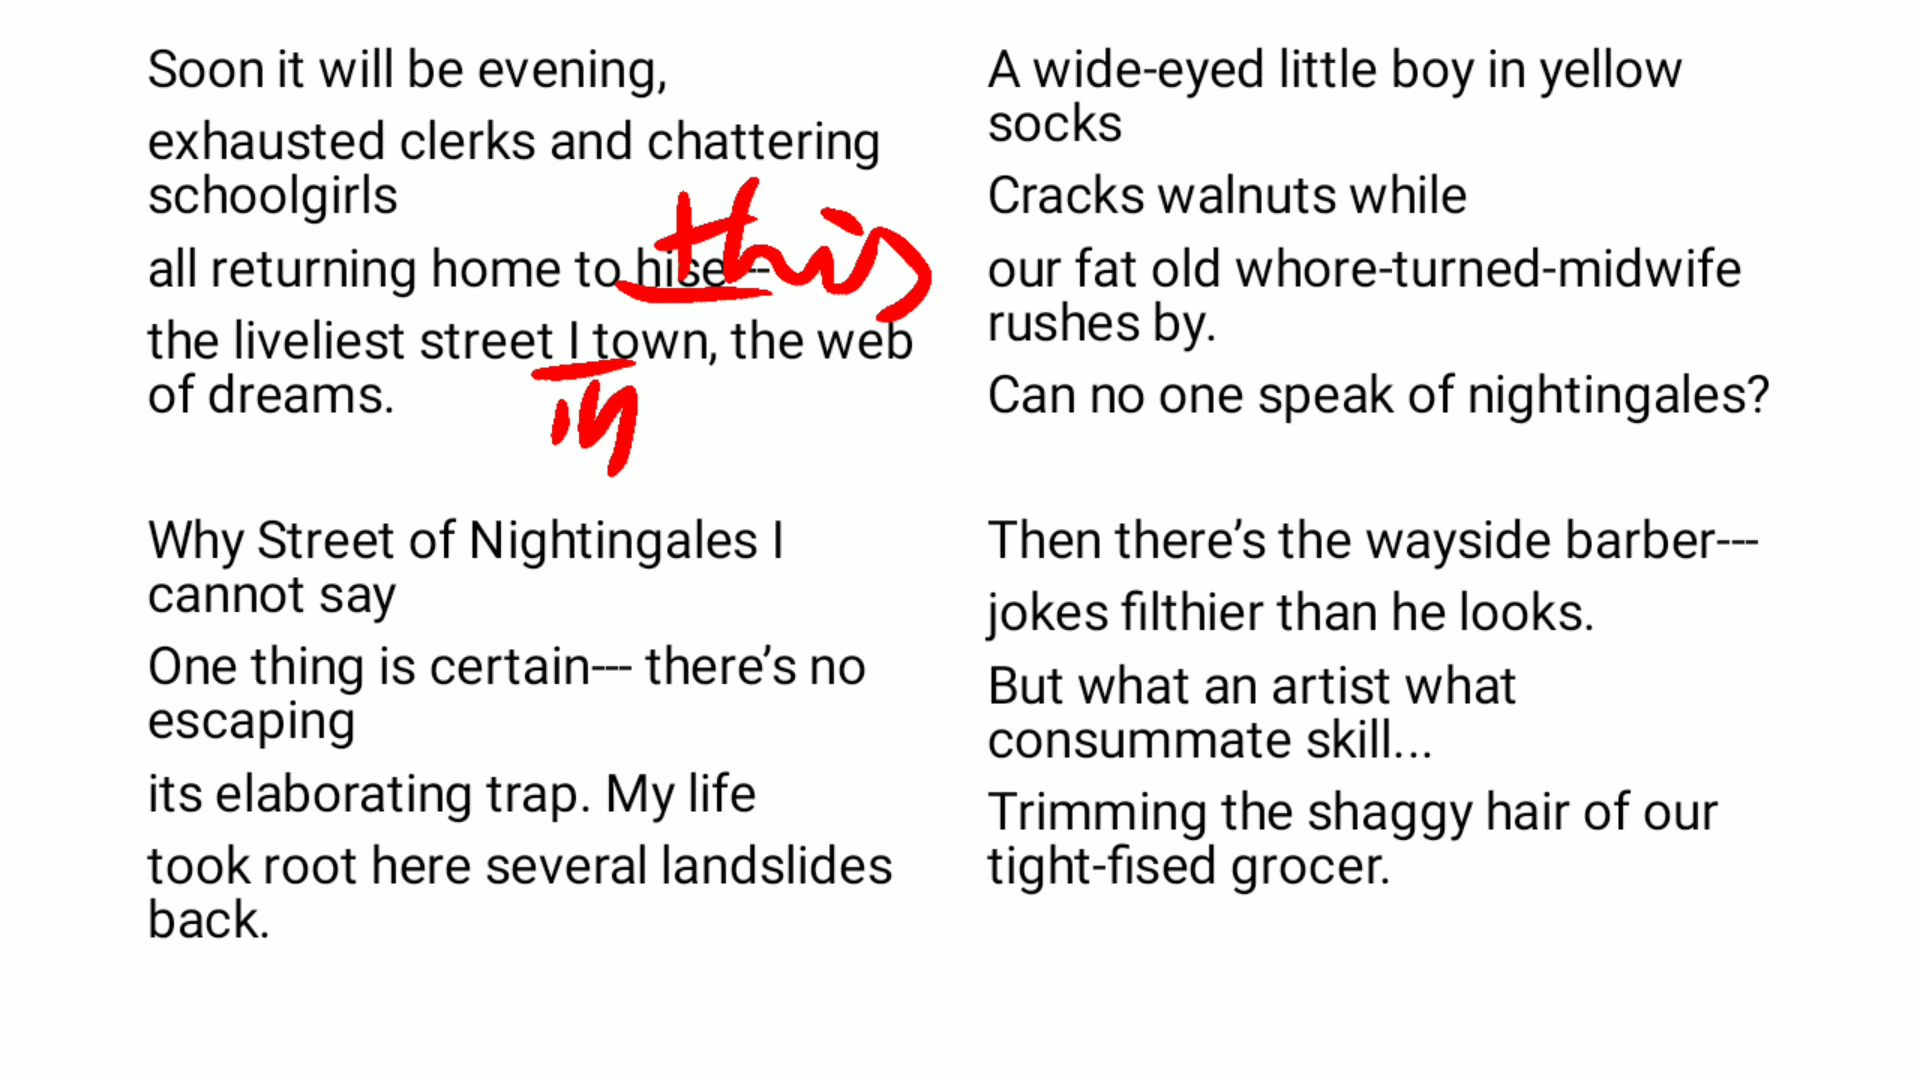 Soon it will be evening,
exhausted clerks and chattering
schoolgirls
all returning home to hise--
this
the liveliest street I town, the web
of dreams.
in
Why Street of Nightingales I
cannot say
One thing is certain--- there’s no
escaping
its elaborating trap. My life
took root here several landslides
back.
A wide-eyed little boy in yellow
socks
Cracks walnuts while
our fat old whore-turned-midwife
rushes by.
Can no one speak of nightingales?
Then there’s the wayside barber---
jokes filthier than he looks.
But what an artist what
consummate skill...
Trimming the shaggy hair of our
tight-fised grocer.